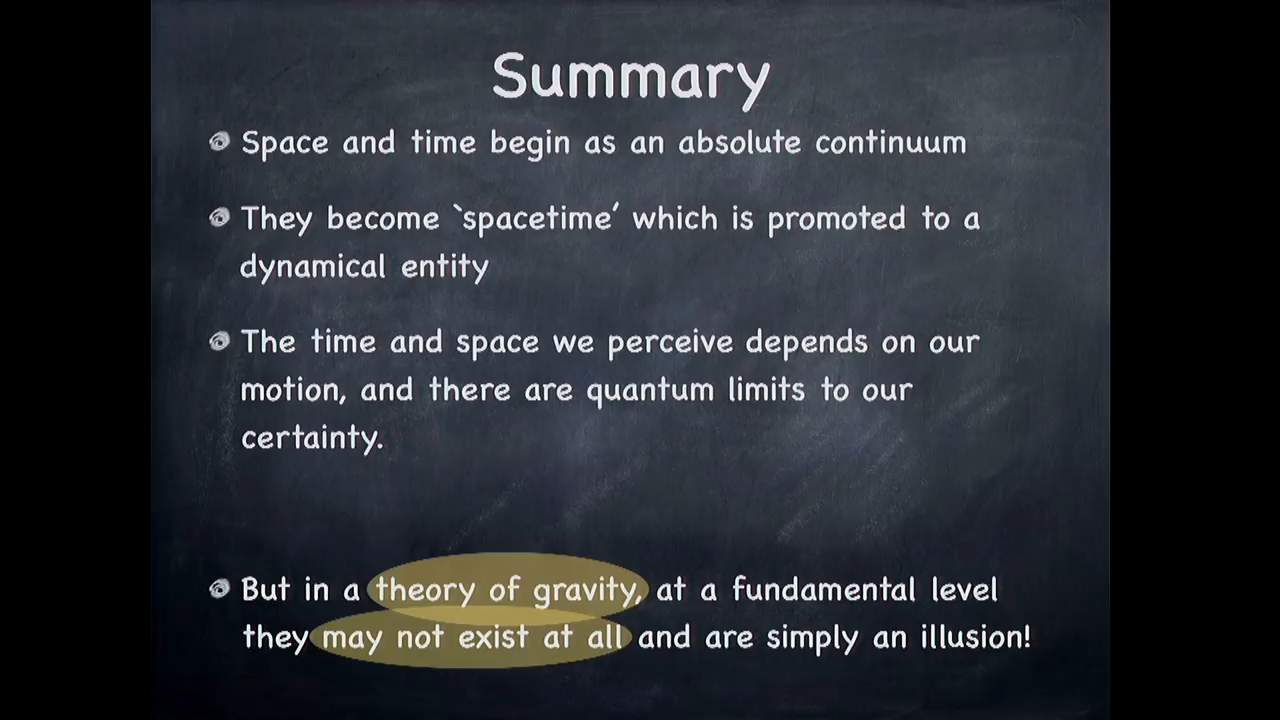 Summary
Space and time begin as an absolute continuum
They become `spacetime' which is promoted to a
dynamical entity
The time and space we perceive depends on our
motion, and there are quantum limits to our
certainty.
But in a theory of gravity, at a fundamental level
they may not exist at all and are simply an illusion!